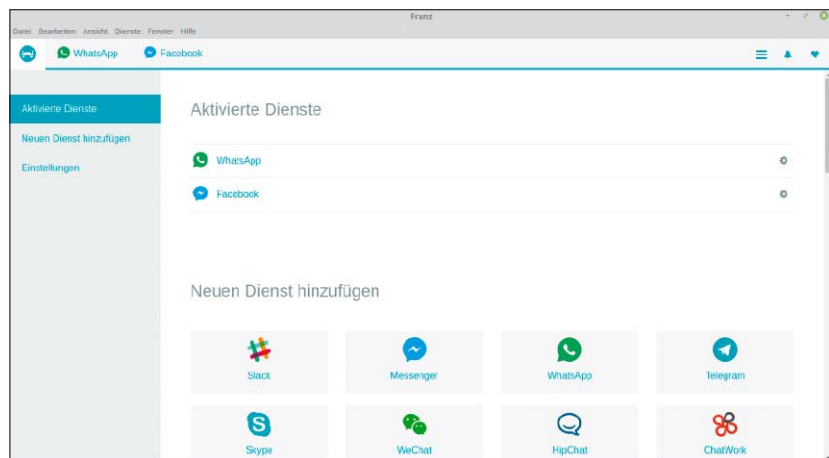 Franz
Datei Bearbeiten Ansicht Dienste Fenster Hilfe
WhatsApp Facebook
Aktivierte Dienste
Neuen Dienst hinzufügen
Einstellungen
Aktivierte Dienste
WhatsApp
Facebook
Neuen Dienst hinzufügen
Slack Messenger WhatsApp Telegram
Skype WeChat HipChat ChatWork